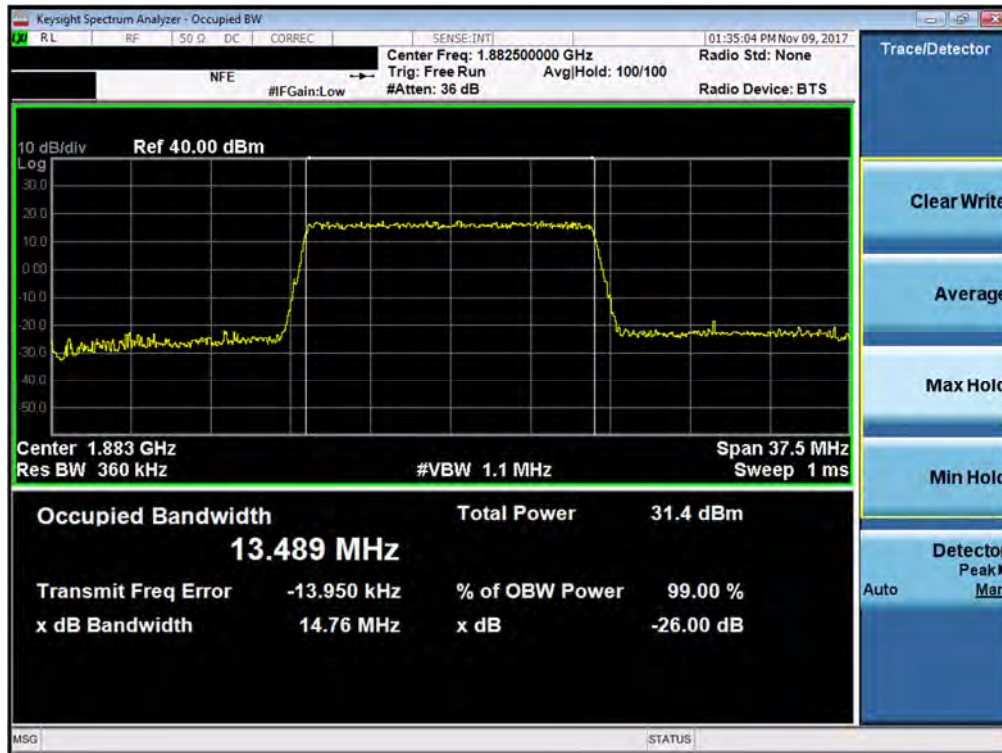 Keysight Spectrum Analyzer - Occupied BW
RL RF 50 Ω DC CORREC SENSE:INT 01:35:04 PM Nov 09, 2017
Center Freq: 1.882500000 GHz Radio Std: None
NFE Trig: Free Run Avg|Hold: 100/100
#IFGain:Low #Atten: 36 dB Radio Device: BTS
Trace/Detector
10 dB/div Ref 40.00 dBm
Log
30.0
20.0
10.0
0.00
-10.0
-20.0
-30.0
-40.0
-50.0
Center 1.883 GHz Span 37.5 MHz
Res BW 360 kHz #VBW 1.1 MHz Sweep 1 ms
Occupied Bandwidth Total Power 31.4 dBm
13.489 MHz
Transmit Freq Error -13.950 kHz % of OBW Power 99.00 %
x dB Bandwidth 14.76 MHz x dB -26.00 dB
Clear Write
Average
Max Hold
Min Hold
Detector
Peak
Auto Man
MSG STATUS